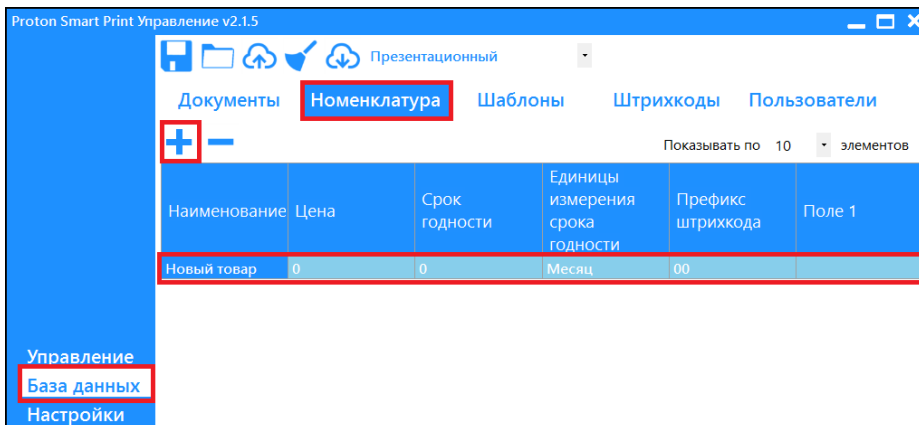 Proton Smart Print Управление v2.1.5
Презентационный
Документы Номенклатура Шаблоны Штрихкоды Пользователи
Показывать по 10 элементов
Наименование Цена Срок годности Единицы измерения срока годности Префикс штрихкода Поле 1
Новый товар 0 0 Месяц 00
Управление
База данных
Настройки